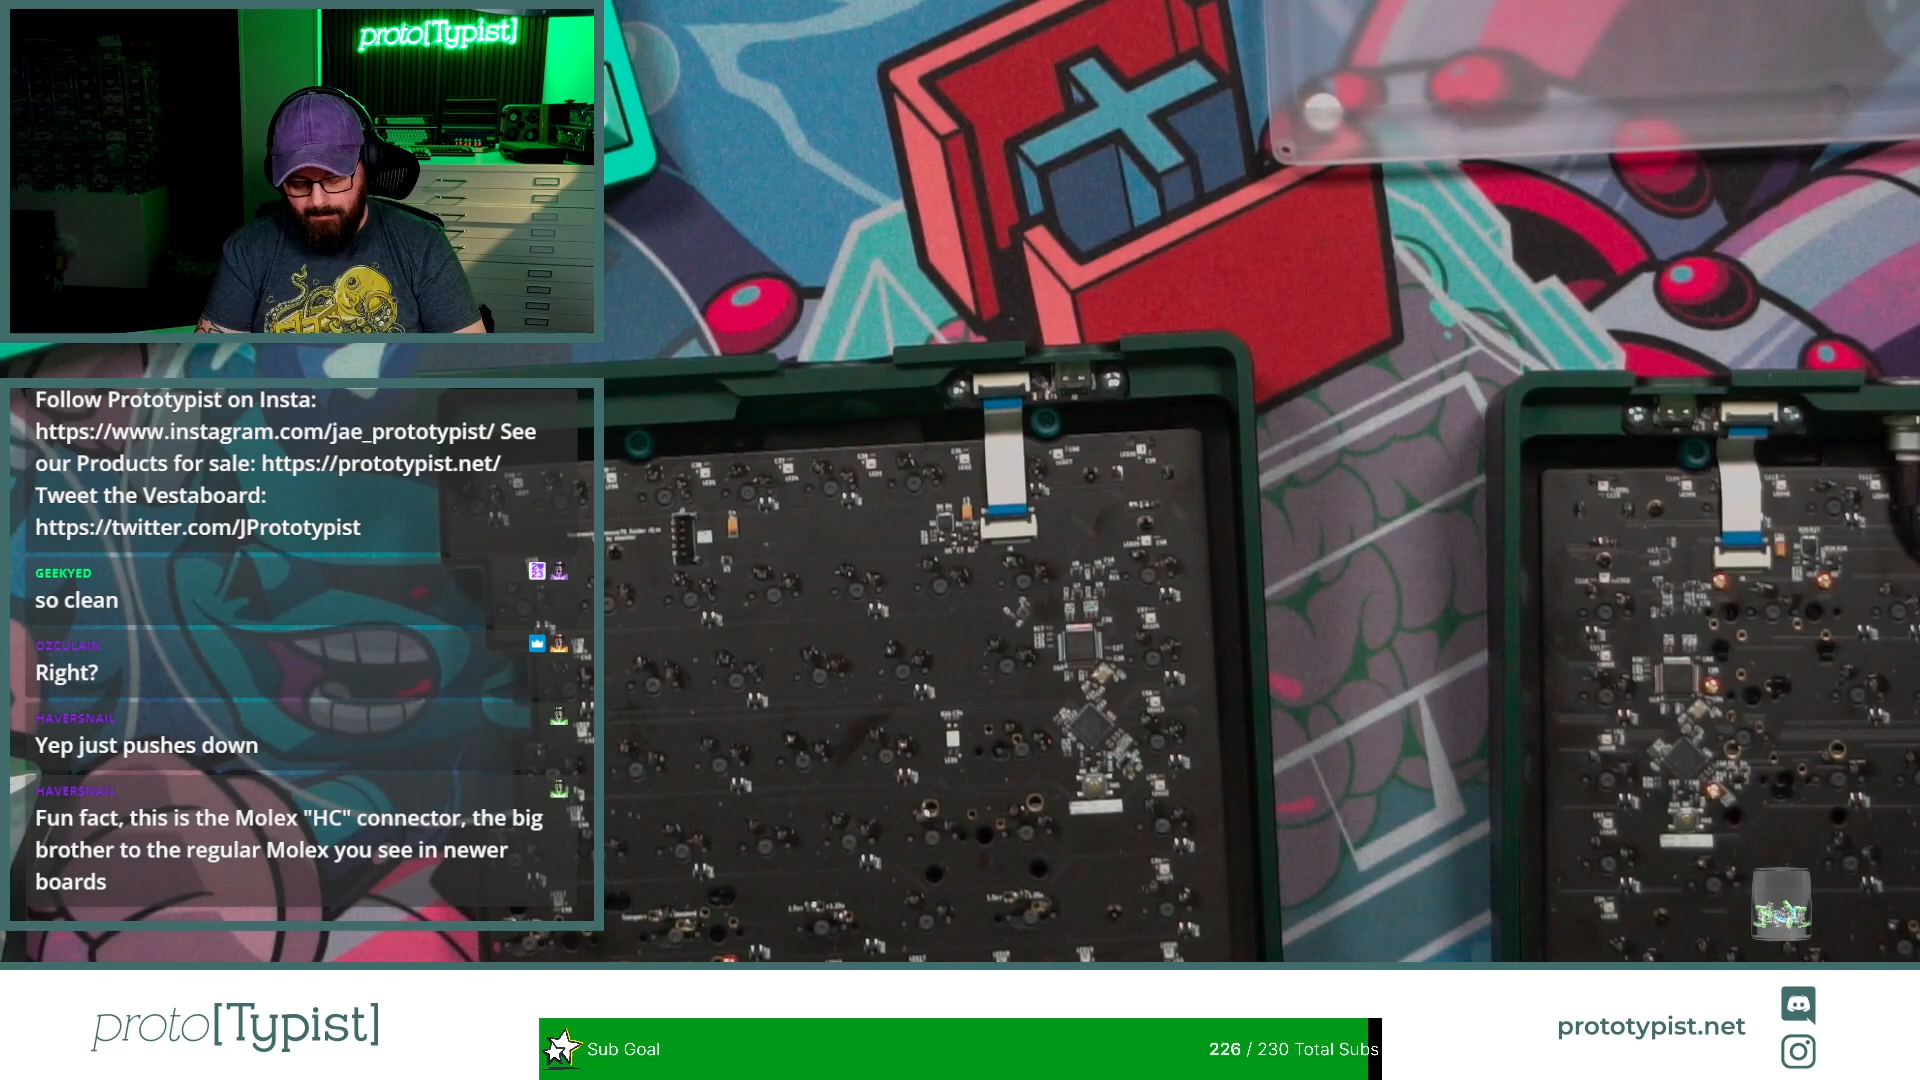 proto[Typist]
Follow Prototypist on Insta:
https://www.instagram.com/jae_prototypist/ See
our Products for sale: https://prototypist.net/
Tweet the Vestaboard:
https://twitter.com/JPrototypist
GEEKYED
so clean
OZCULAIN
Right?
HAVERSNAIL
Yep just pushes down
HAVERSNAIL
Fun fact, this is the Molex "HC" connector, the big
brother to the regular Molex you see in newer
boards
proto[Typist]
Sub Goal
226 / 230 Total Subs
prototypist.net